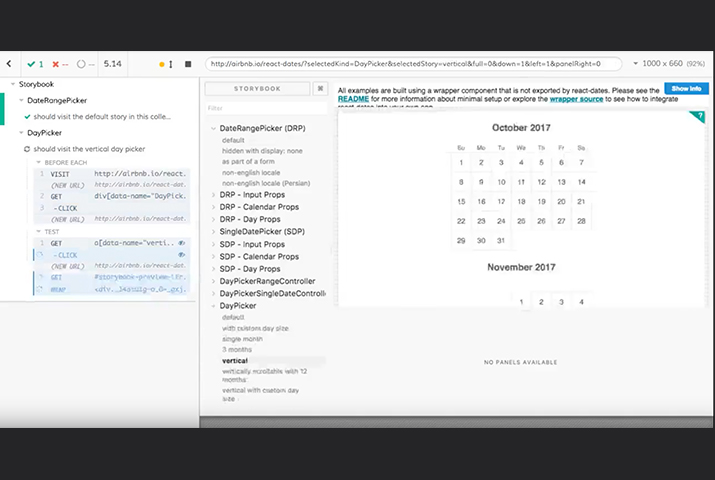 1 -- -- 5.14
http://airbnb.io/react-dates/?selectedKind=DayPicker&selectedStory=vertical&full=0&down=1&left=1&panelRight=0
1000 x 660 (92%)
Storybook
DateRangePicker
should visit the default story in this colle...
DayPicker
should visit the vertical day picker
BEFORE EACH
1 VISIT http://airbnb.io/react.
(NEW URL) http://airbnb.io/react-dat.
2 GET div[data-name="DayPick.
3 -CLICK
(NEW URL) http://airbnb.io/react-dat.
TEST
1 GET a[data-name="verti..
-CLICK
(NEW URL) http://airbnb.io/react-dat.
GET
STORYBOOK ⌘
Filter
DateRangePicker (DRP)
default
hidden with display: none
as part of a form
non-english locale
non-english locale (Persian)
DRP - Input Props
DRP - Calendar Props
DRP - Day Props
SingleDatePicker (SDP)
SDP - Input Props
SDP - Calendar Props
SDP - Day Props
DayPickerRangeController
DayPickerSingleDateControlle
DayPicker
default
with custom day size
single month
3 months
vertical
vertically scrollable with 12
months
vertical with custom day
size
All examples are built using a wrapper component that is not exported by react-dates. Please see the
README for more information about minimal setup or explore the wrapper source to see how to integrate
react-dates into your own app.
Show Info
October 2017
Su Mo Tu We Th Fr Sa
1 2 3 4 5 6 7
8 9 10 11 12 13 14
15 16 17 18 19 20 21
22 23 24 25 26 27 28
29 30 31
November 2017
1 2 3 4
?
NO PANELS AVAILABLE